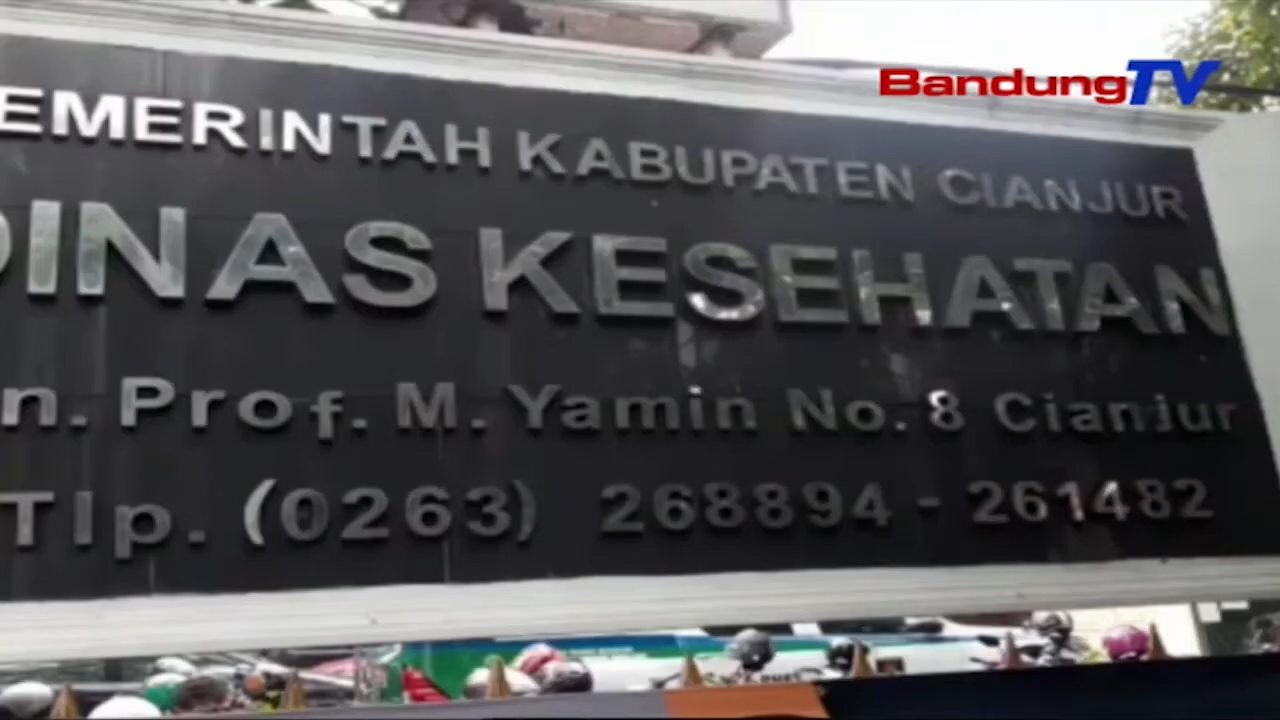 BandungTV
EMERINTAH KABUPATEN CIANJUR
DINAS KESEHATAN
n. Prof. M. Yamin No. 8 Cianjur
Tlp. (0263) 268894 - 261482